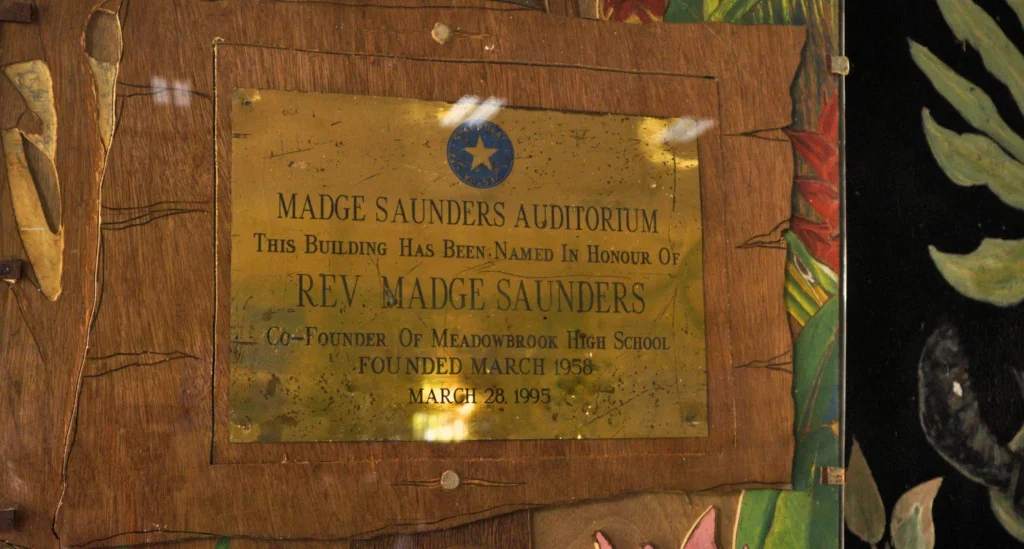 MADGE SAUNDERS AUDITORIUM
THIS BUILDING HAS BEEN NAMED IN HONOUR OF
REV. MADGE SAUNDERS
CO-FOUNDER OF MEADOWBROOK HIGH SCHOOL
FOUNDED MARCH 1958
MARCH 28, 1995